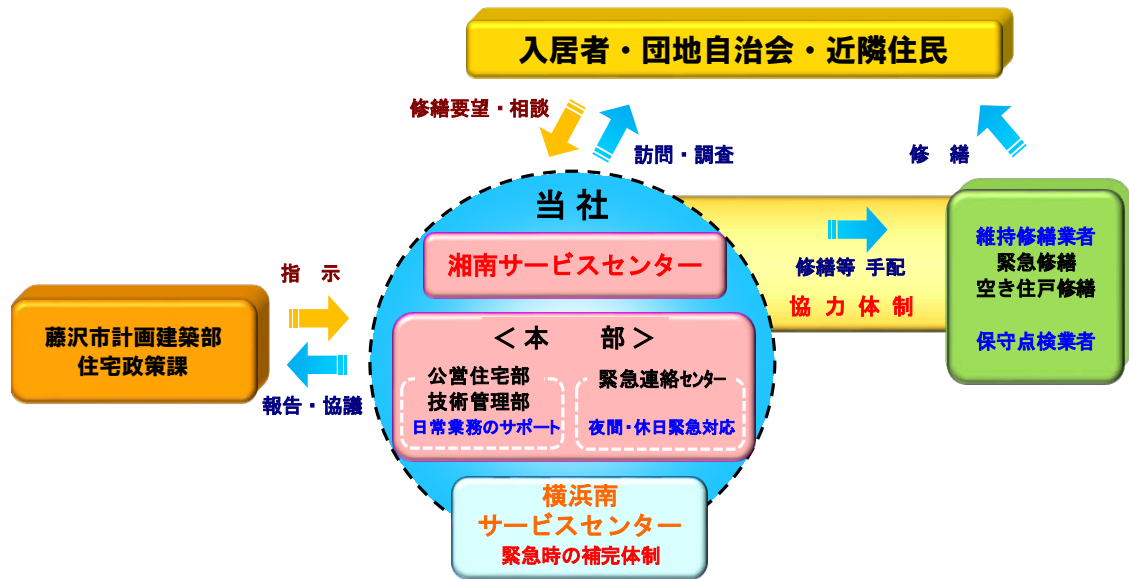 入居者・団地自治会・近隣住民
修繕要望・相談
訪問・調査
修　繕
当 社
湘南サービスセンター
指　示
藤沢市計画建築部
住宅政策課
報告・協議
＜ 本　　部 ＞
公営住宅部
技術管理部
日常業務のサポート
緊急連絡センター
夜間・休日緊急対応
横浜南
サービスセンター
緊急時の補完体制
修繕等 手配
協 力 体 制
維持修繕業者
緊急修繕
空き住戸修繕
保守点検業者